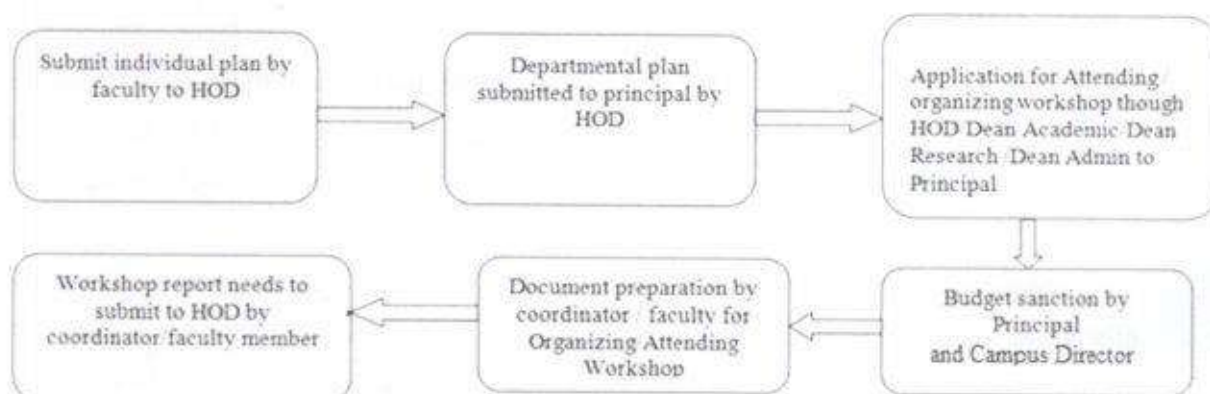 Submit individual plan by
faculty to HOD
Departmental plan
submitted to principal by
HOD
Application for Attending
organizing workshop though
HOD Dean Academic Dean
Research Dean Admin to
Principal
Budget sanction by
Principal
and Campus Director
Document preparation by
coordinator faculty for
Organizing Attending
Workshop
Workshop report needs to
submit to HOD by
coordinator faculty member